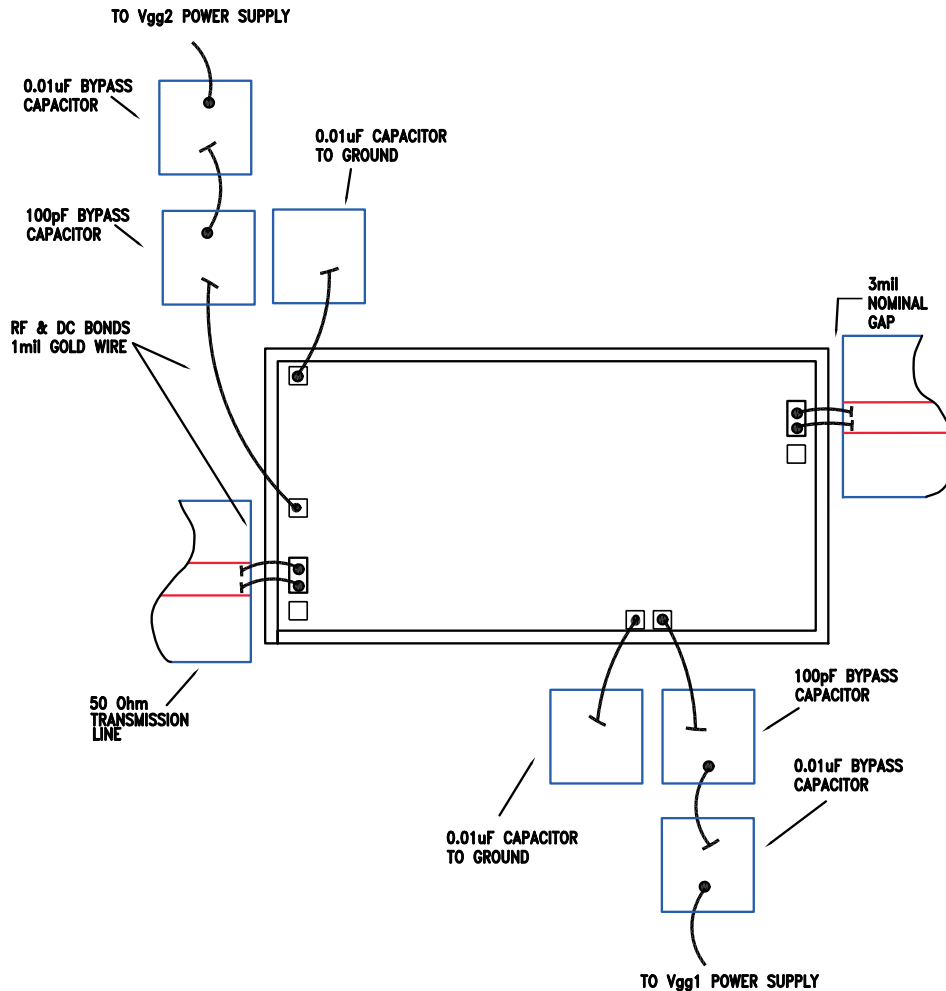 TO Vgg2 POWER SUPPLY
0.01uF BYPASS
CAPACITOR
0.01uF CAPACITOR
TO GROUND
100pF BYPASS
CAPACITOR
3mil
NOMINAL
GAP
RF & DC BONDS
1mil GOLD WIRE
50 Ohm
TRANSMISSION
LINE
100pF BYPASS
CAPACITOR
0.01uF BYPASS
CAPACITOR
0.01uF CAPACITOR
TO GROUND
TO Vgg1 POWER SUPPLY